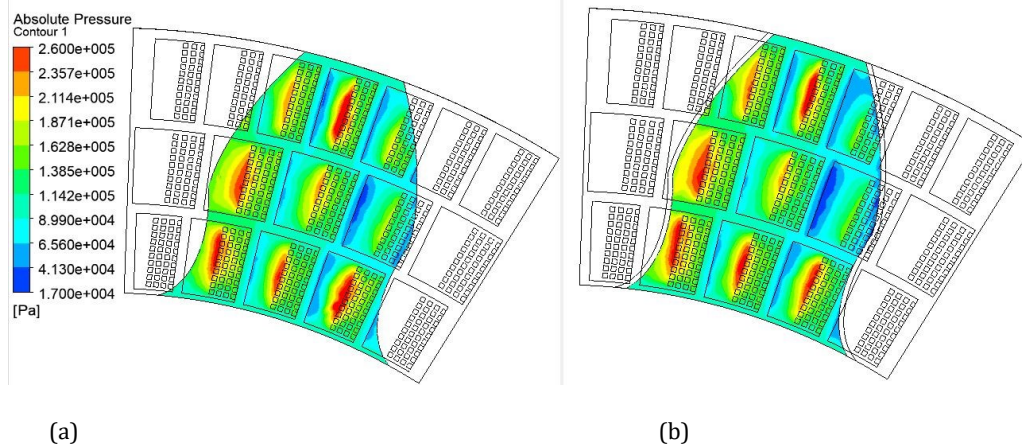 Absolute Pressure
Contour 1
2.600e+005
2.357e+005
2.114e+005
1.871e+005
1.628e+005
1.385e+005
1.142e+005
8.990e+004
6.560e+004
4.130e+004
1.700e+004
[Pa]
(a) (b)